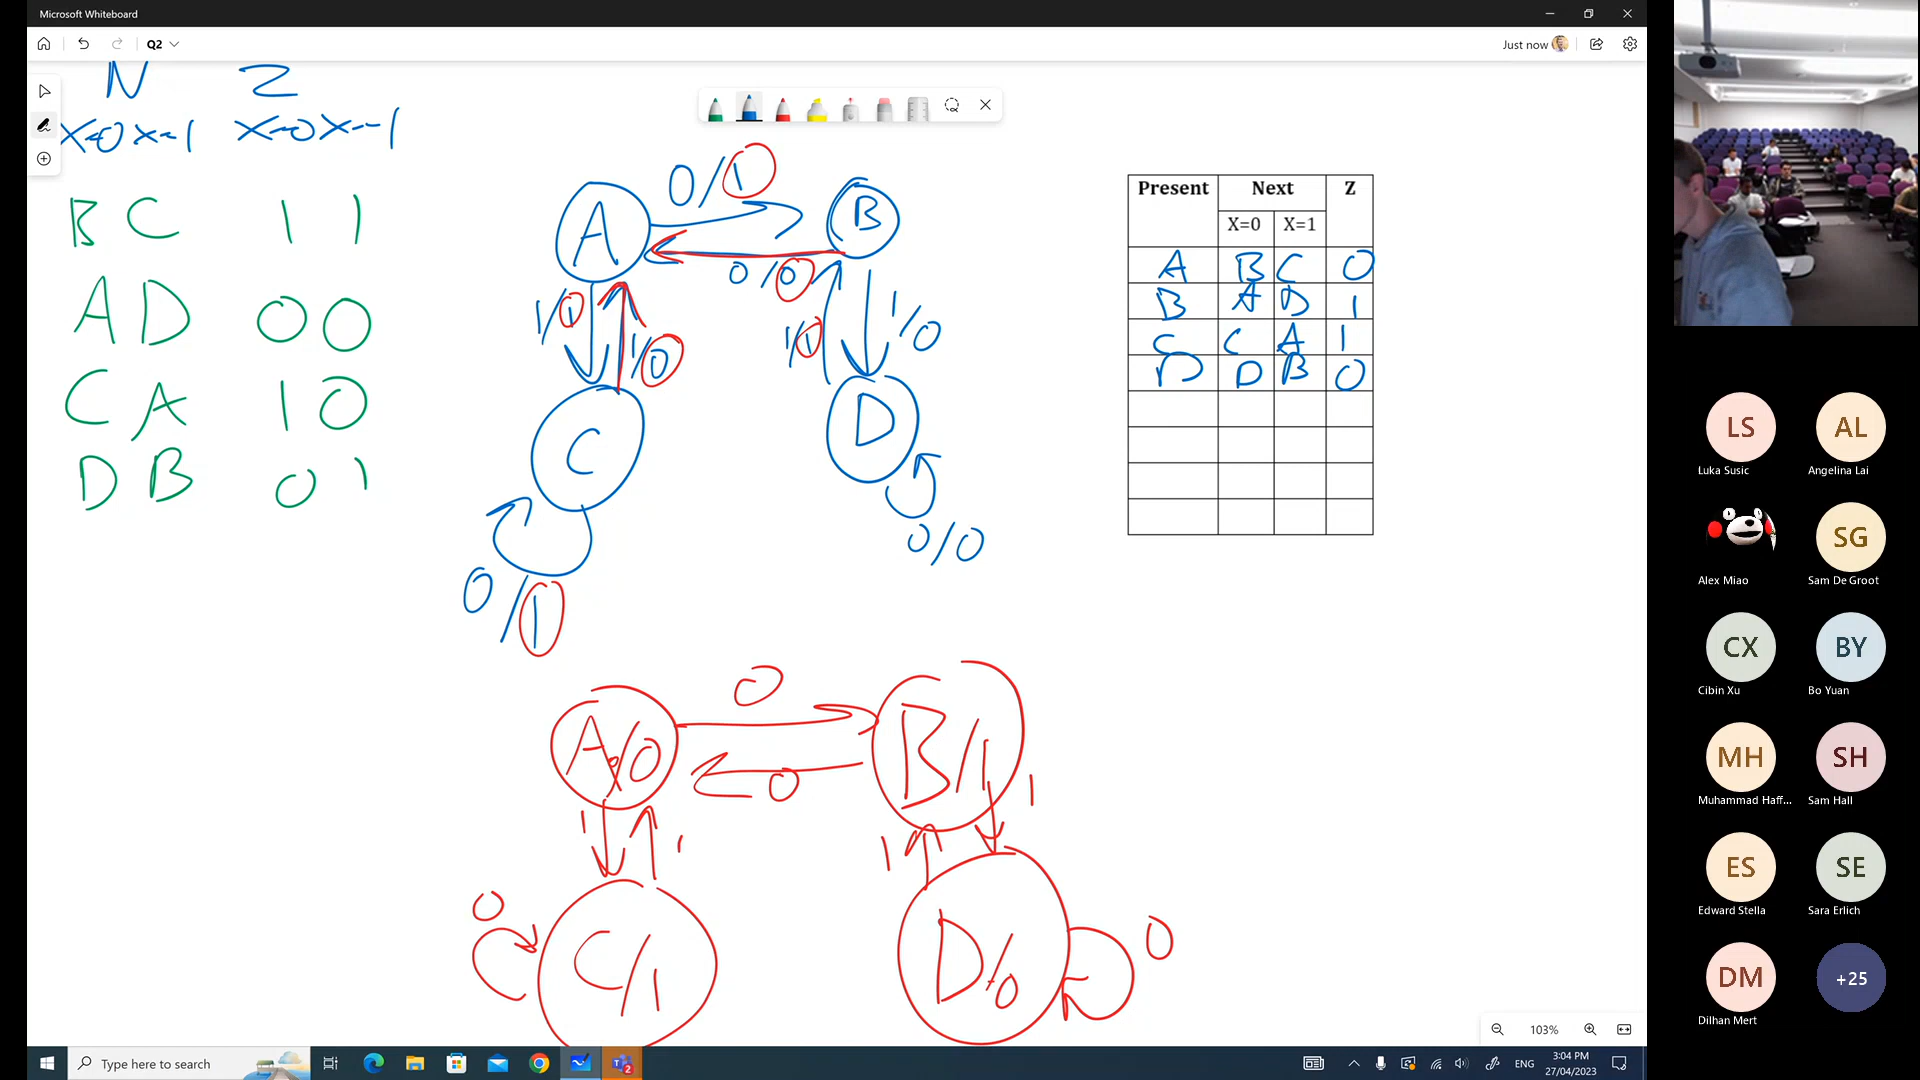 Microsoft Whiteboard
Q2
Just now
N Z
X=0 X=1 X=0 X=1
B C 1 1
A D 0 0
C A 1 0
D B 0 1
0/1
A
B
0/0
1/1
1/0
1/1
1/0
C
D
0/0
0/1
Present Next Z
X=0 X=1
A B C 0
B A D 1
C C A 1
D D B 0
0
A/0
B/1
0
1
1
1
1
0
C/1
D/0
0
LS
Luka Susic
AL
Angelina Lai
Alex Miao
SG
Sam De Groot
CX
Cibin Xu
BY
Bo Yuan
MH
Muhammad Haff...
SH
Sam Hall
ES
Edward Stella
SE
Sara Erlich
DM
Dilhan Mert
+25
103%
Type here to search
2
ENG
3:04 PM
27/04/2023